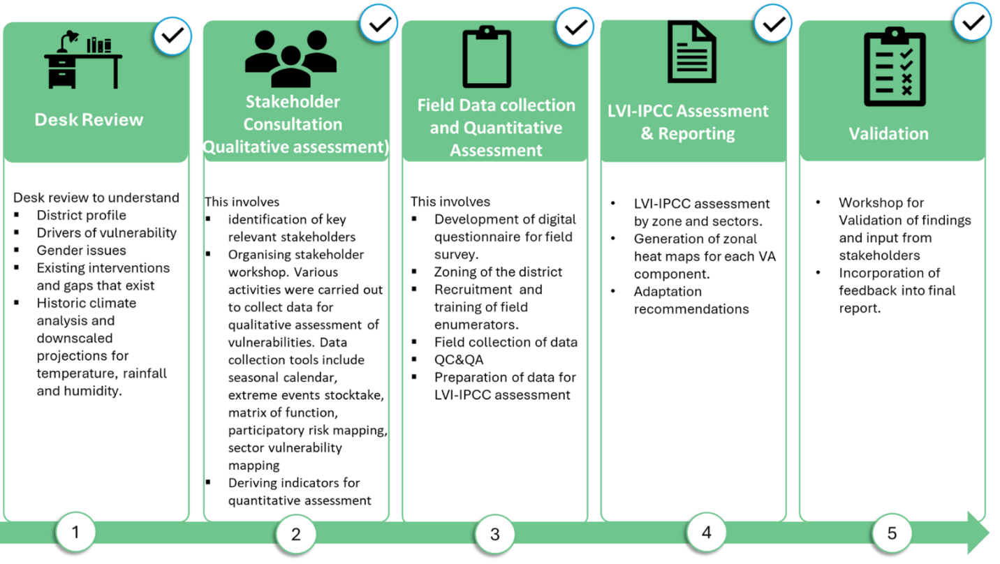 Desk Review
Desk review to understand
▪ District profile
▪ Drivers of vulnerability
▪ Gender issues
▪ Existing interventions
and gaps that exist
▪ Historic climate
analysis and
downscaled
projections for
temperature, rainfall
and humidity.
1
Stakeholder
Consultation
Qualitative assessment)
This involves
▪ identification of key
relevant stakeholders
▪ Organising stakeholder
workshop. Various
activities were carried out
to collect data for
qualitative assessment of
vulnerabilities. Data
collection tools include
seasonal calendar,
extreme events stocktake,
matrix of function,
participatory risk mapping,
sector vulnerability
mapping
▪ Deriving indicators for
quantitative assessment
2
Field Data collection
and Quantitative
Assessment
This involves
▪ Development of digital
questionnaire for field
survey.
▪ Zoning of the district
▪ Recruitment and
training of field
enumerators.
▪ Field collection of data
▪ QC&QA
▪ Preparation of data for
LVI-IPCC assessment
3
LVI-IPCC Assessment
& Reporting
• LVI-IPCC assessment
by zone and sectors.
• Generation of zonal
heat maps for each VA
component.
• Adaptation
recommendations
4
Validation
• Workshop for
Validation of findings
and input from
stakeholders
• Incorporation of
feedback into final
report.
5